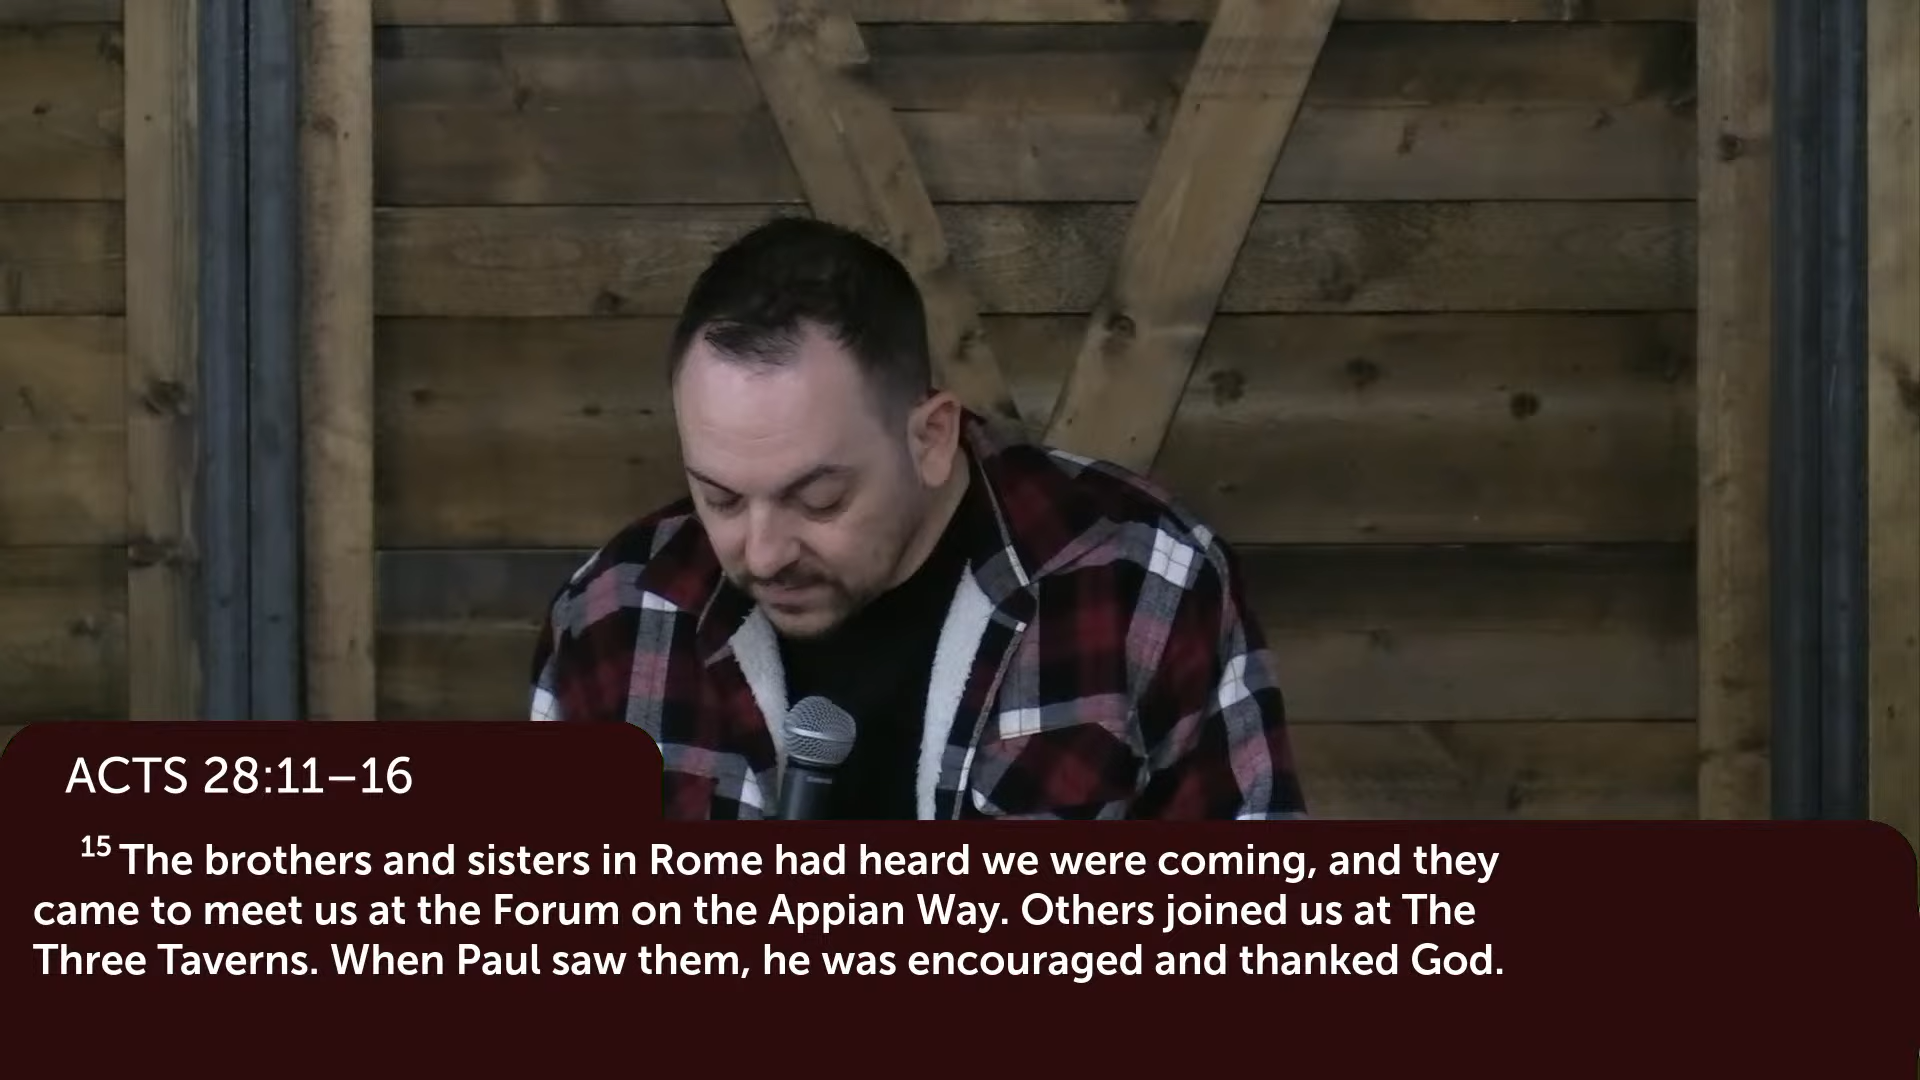 ACTS 28:11–16
15 The brothers and sisters in Rome had heard we were coming, and they
came to meet us at the Forum on the Appian Way. Others joined us at The
Three Taverns. When Paul saw them, he was encouraged and thanked God.